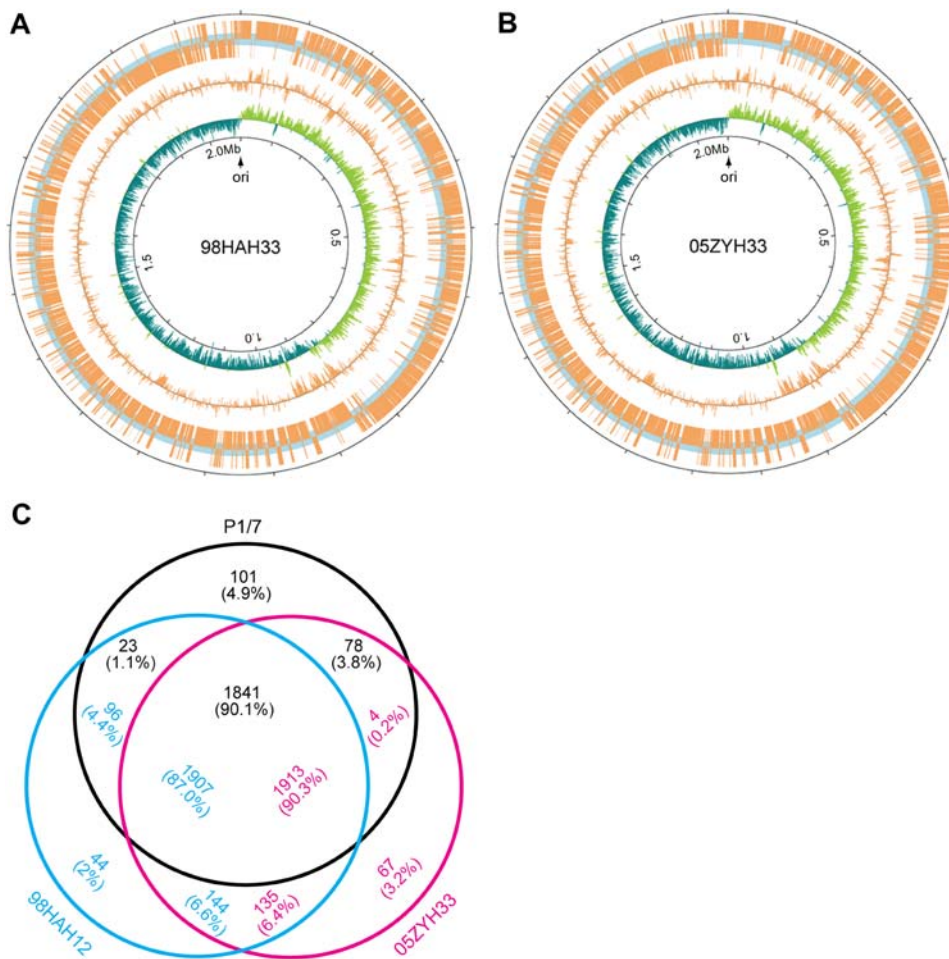 A
B
2.0Mb
ori
0.5
1.0
1.5
98HAH33
2.0Mb
ori
0.5
1.0
1.5
05ZYH33
C
P1/7
101
(4.9%)
23
(1.1%)
78
(3.8%)
1841
(90.1%)
96
(4.4%)
4
(0.2%)
1907
(87.0%)
1913
(90.3%)
44
(2%)
67
(3.2%)
144
(6.6%)
135
(6.4%)
98HAH12
05ZYH33